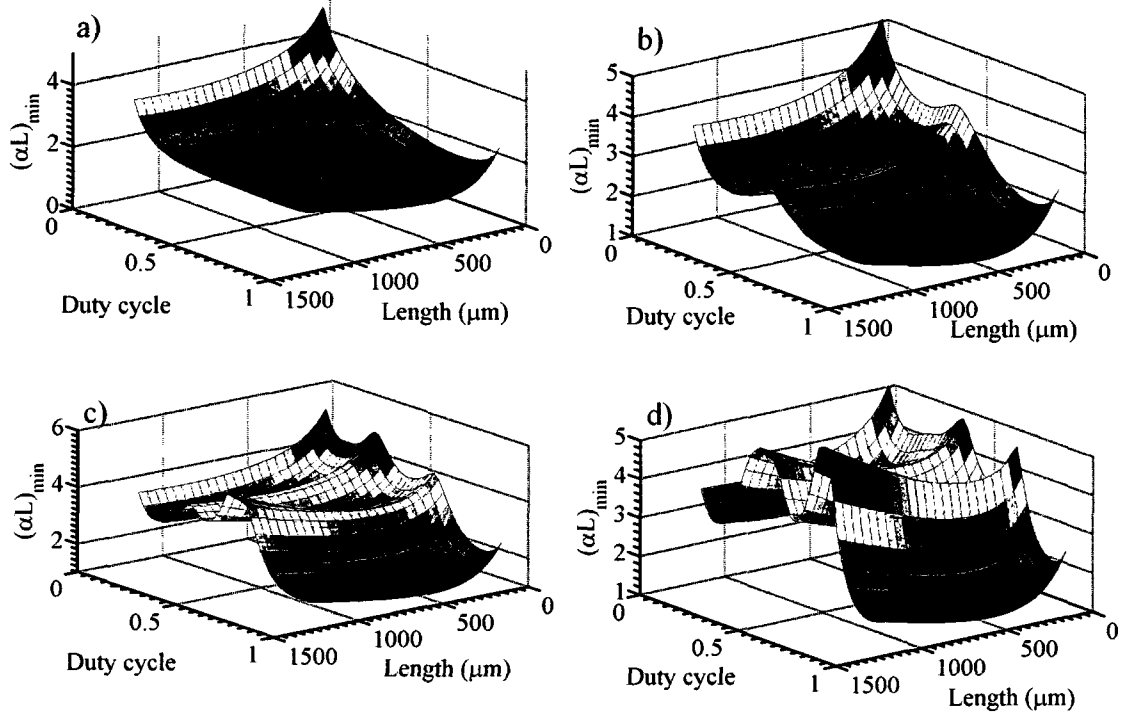 a)
4
2
0
(αL)min
0
0.5
1
Duty cycle
1500
1000
500
0
Length (μm)
b)
5
4
3
2
1
(αL)min
0
0.5
1
Duty cycle
1500
1000
500
0
Length (μm)
c)
6
4
2
0
(αL)min
0.5
1
Duty cycle
1500
1000
500
0
Length (μm)
d)
5
4
3
2
1
(αL)min
0
0.5
1
Duty cycle
1500
1000
500
0
Length (μm)